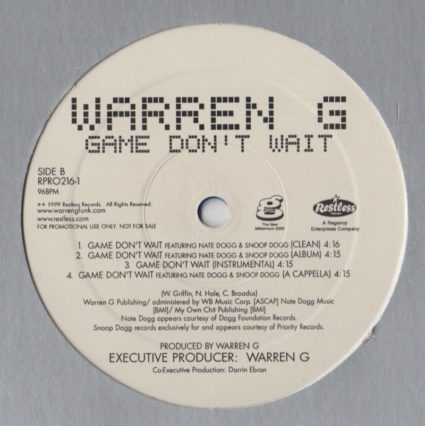 WARREN G
GAME DON'T WAIT
SIDE B
RPRO216-1
96BPM
** 1999 Restless Records. All Rights Reserved.
www.warrengfunk.com
www.restless.com
FOR PROMOTIONAL USE ONLY. NOT FOR SALE
The New
Millennium 2000
Restless
A Regency
Enterprises Company
1. GAME DON'T WAIT FEATURING NATE DOGG & SNOOP DOGG (CLEAN) 4:16
2. GAME DON'T WAIT FEATURING NATE DOGG & SNOOP DOGG (ALBUM) 4:15
3. GAME DON'T WAIT (INSTRUMENTAL) 4:15
4. GAME DON'T WAIT FEATURING NATE DOGG & SNOOP DOGG (A CAPPELLA) 4:15
(W. Griffin, N. Hale, C. Broadus)
Warren G Publishing/ administered by WB Music Corp. [ASCAP] Nate Dogg Music
[BMI]/ My Own Chit Publishing [BMI]
Nate Dogg appears courtesy of Dogg Foundation Records.
Snoop Dogg records exclusively for and appears courtesy of Priority Records.
PRODUCED BY WARREN G
EXECUTIVE PRODUCER: WARREN G
Co-Executive Production: Darrin Ebron